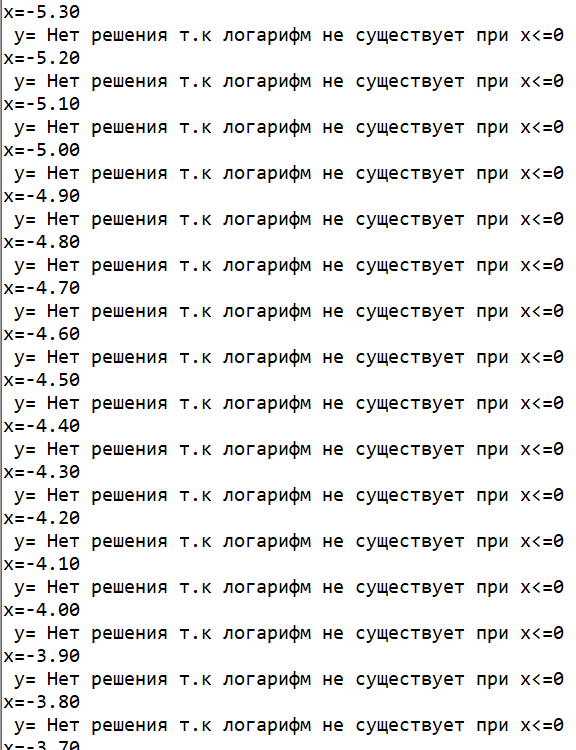 x=-5.30
y= Нет решения т.к логарифм не существует при x<=0
x=-5.20
y= Нет решения т.к логарифм не существует при x<=0
x=-5.10
y= Нет решения т.к логарифм не существует при x<=0
x=-5.00
y= Нет решения т.к логарифм не существует при x<=0
x=-4.90
y= Нет решения т.к логарифм не существует при x<=0
x=-4.80
y= Нет решения т.к логарифм не существует при x<=0
x=-4.70
y= Нет решения т.к логарифм не существует при x<=0
x=-4.60
y= Нет решения т.к логарифм не существует при x<=0
x=-4.50
y= Нет решения т.к логарифм не существует при x<=0
x=-4.40
y= Нет решения т.к логарифм не существует при x<=0
x=-4.30
y= Нет решения т.к логарифм не существует при x<=0
x=-4.20
y= Нет решения т.к логарифм не существует при x<=0
x=-4.10
y= Нет решения т.к логарифм не существует при x<=0
x=-4.00
y= Нет решения т.к логарифм не существует при x<=0
x=-3.90
y= Нет решения т.к логарифм не существует при x<=0
x=-3.80
y= Нет решения т.к логарифм не существует при x<=0
x=-3.70